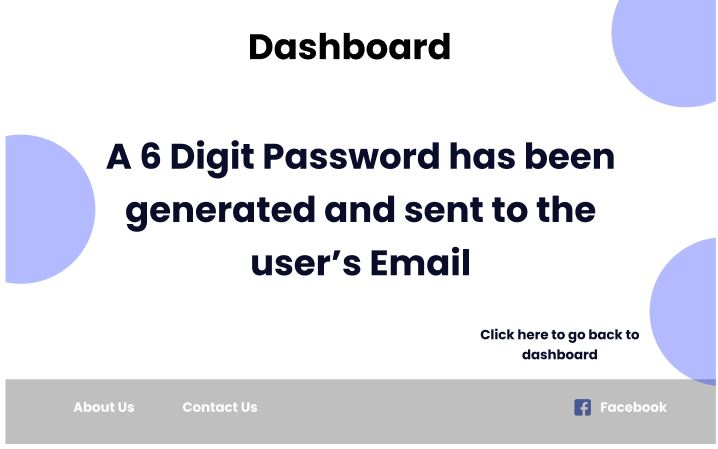 Dashboard
A 6 Digit Password has been
generated and sent to the
user’s Email
Click here to go back to
dashboard
About Us Contact Us Facebook